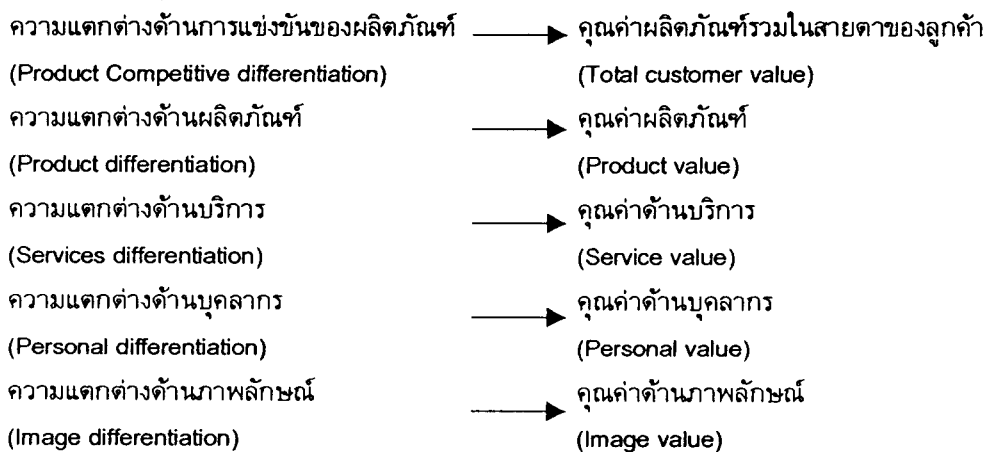 ความแตกต่างด้านการแข่งขันของผลิตภัณฑ์ คุณค่าผลิตภัณฑ์รวมในสายตาของลูกค้า
(Product Competitive differentiation) (Total customer value)
ความแตกต่างด้านผลิตภัณฑ์ คุณค่าผลิตภัณฑ์
(Product differentiation) (Product value)
ความแตกต่างด้านบริการ คุณค่าด้านบริการ
(Services differentiation) (Service value)
ความแตกต่างด้านบุคลากร คุณค่าด้านบุคลากร
(Personal differentiation) (Personal value)
ความแตกต่างด้านภาพลักษณ์ คุณค่าด้านภาพลักษณ์
(Image differentiation) (Image value)